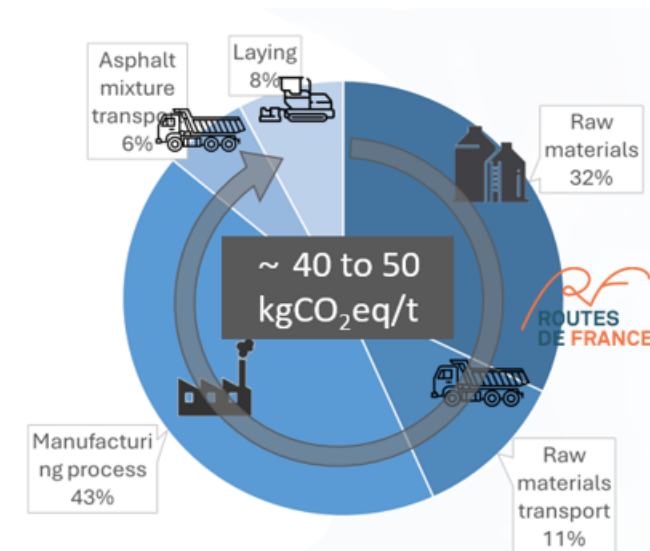 Asphalt
mixture
transpo
6%
Laying
8%
Raw
materials
32%
~ 40 to 50
kgCO₂eq/t
ROUTES
DE FRANCE
Manufacturi
ng process
43%
Raw
materials
transport
11%